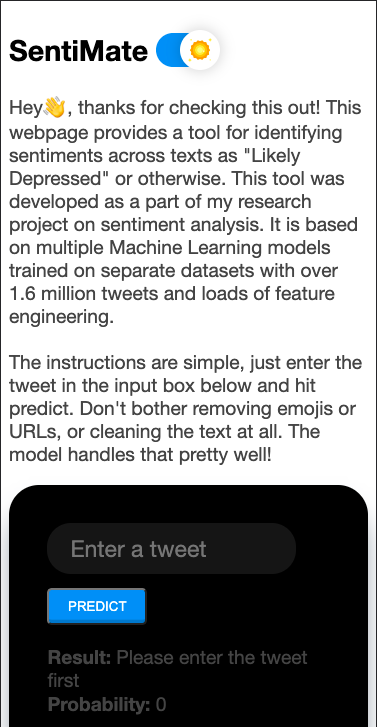 SentiMate
Hey👋, thanks for checking this out! This
webpage provides a tool for identifying
sentiments across texts as "Likely
Depressed" or otherwise. This tool was
developed as a part of my research
project on sentiment analysis. It is based
on multiple Machine Learning models
trained on separate datasets with over
1.6 million tweets and loads of feature
engineering.
The instructions are simple, just enter the
tweet in the input box below and hit
predict. Don't bother removing emojis or
URLs, or cleaning the text at all. The
model handles that pretty well!
Enter a tweet
PREDICT
Result: Please enter the tweet
first
Probability: 0